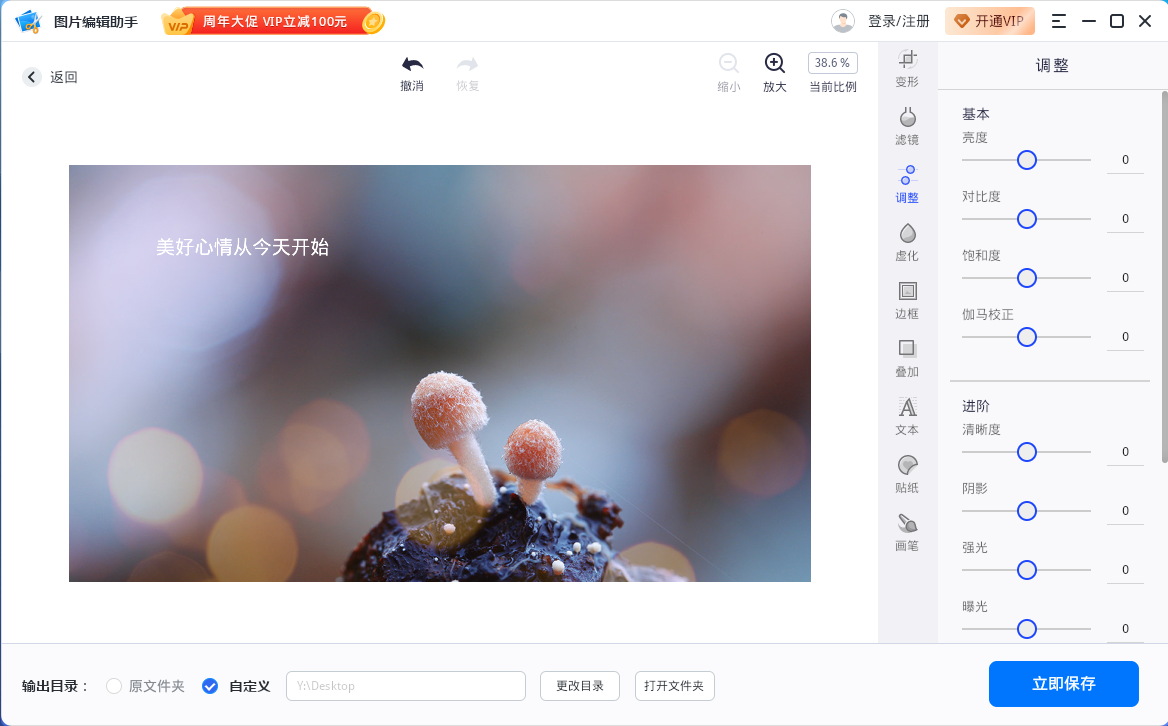 图片编辑助手
VIP 周年大促 VIP立减100元
登录/注册
开通VIP
返回
撤消
恢复
缩小
放大
38.6 %
当前比例
美好心情从今天开始
变形
滤镜
调整
虚化
边框
叠加
文本
贴纸
画笔
调整
基本
亮度
0
对比度
0
饱和度
0
伽马校正
0
进阶
清晰度
0
阴影
0
强光
0
曝光
0
输出目录：
原文件夹
自定义
Y:\Desktop
更改目录
打开文件夹
立即保存